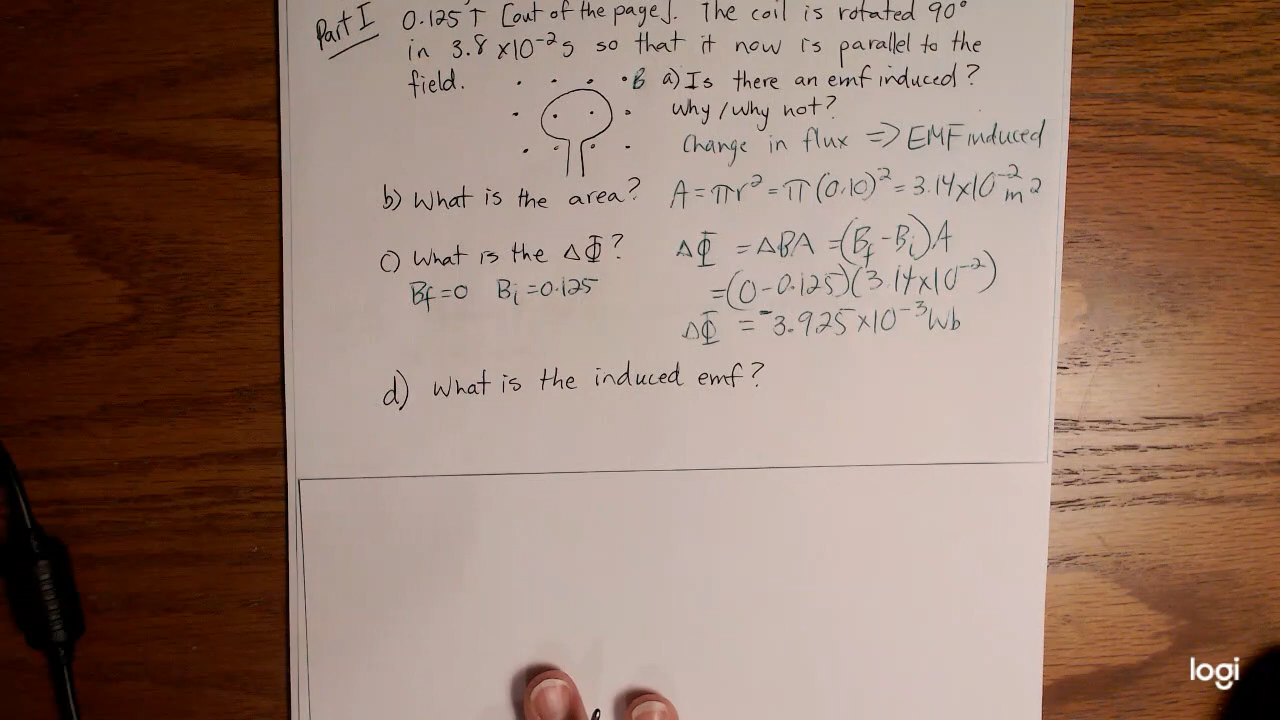 Part I 0.125 T [out of the page]. The coil is rotated 90°
in 3.8 x10⁻² s so that it now is parallel to the
field. B a) Is there an emf induced?
Why / Why not?
Change in flux => EMF induced
b) What is the area? A = πr² = π(0.10)² = 3.14x10⁻² m²
c) What is the ΔΦ? ΔΦ = ΔBA = (Bf - Bi)A
Bf = 0 Bi = 0.125 = (0 - 0.125)(3.14x10⁻²)
ΔΦ = ⁻3.925 x10⁻³ Wb
d) What is the induced emf?
logi